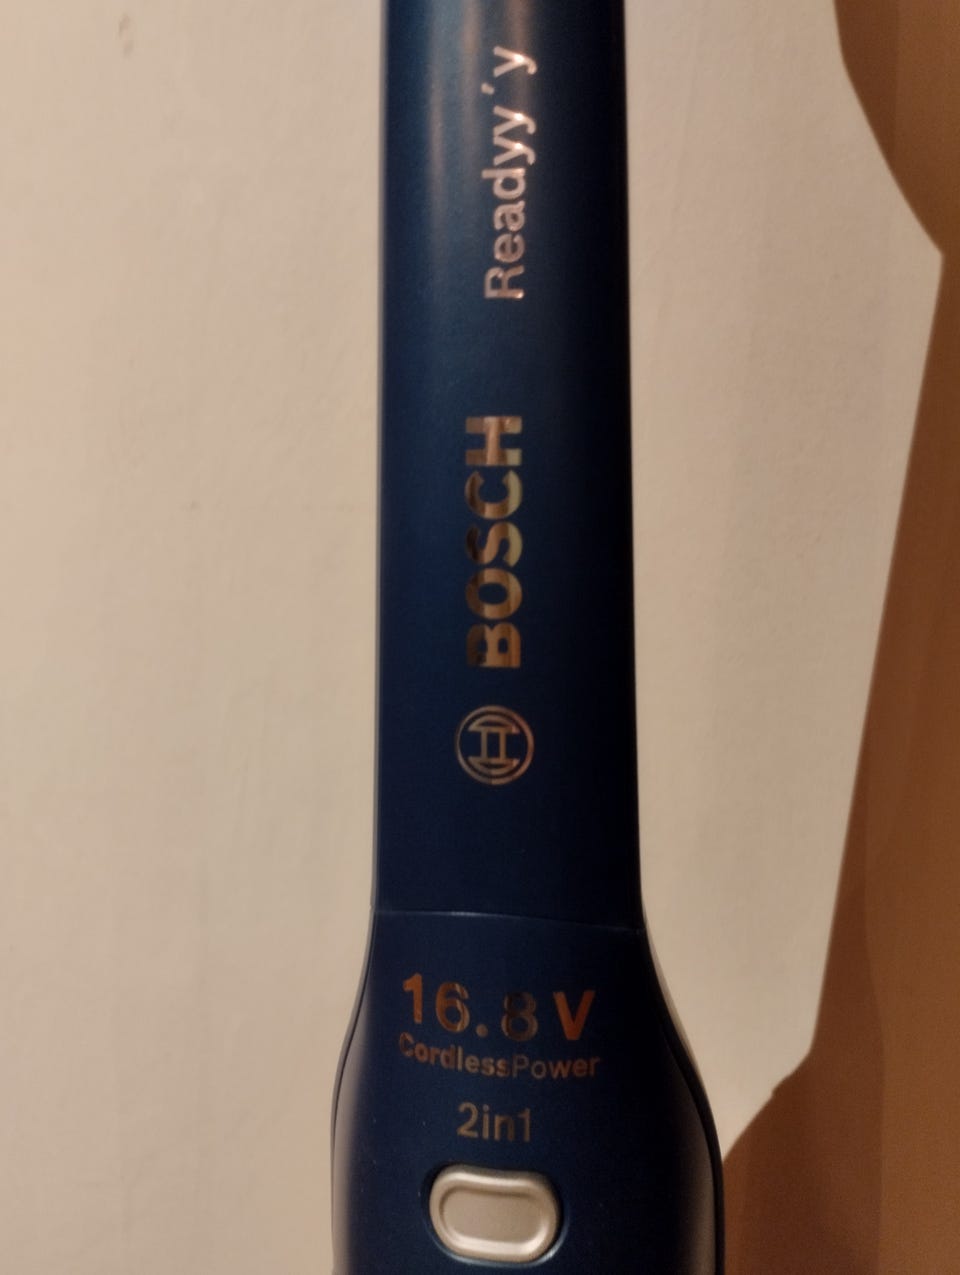 Readyy´y
BOSCH
16.8 V
CordlessPower
2in1